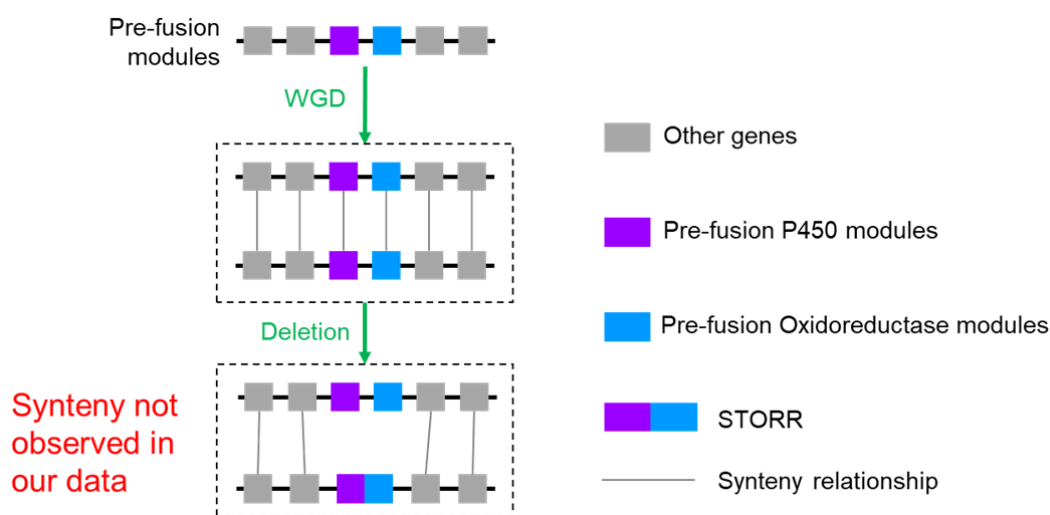 Pre-fusion
modules
WGD
Deletion
Synteny not
observed in
our data
Other genes
Pre-fusion P450 modules
Pre-fusion Oxidoreductase modules
STORR
Synteny relationship